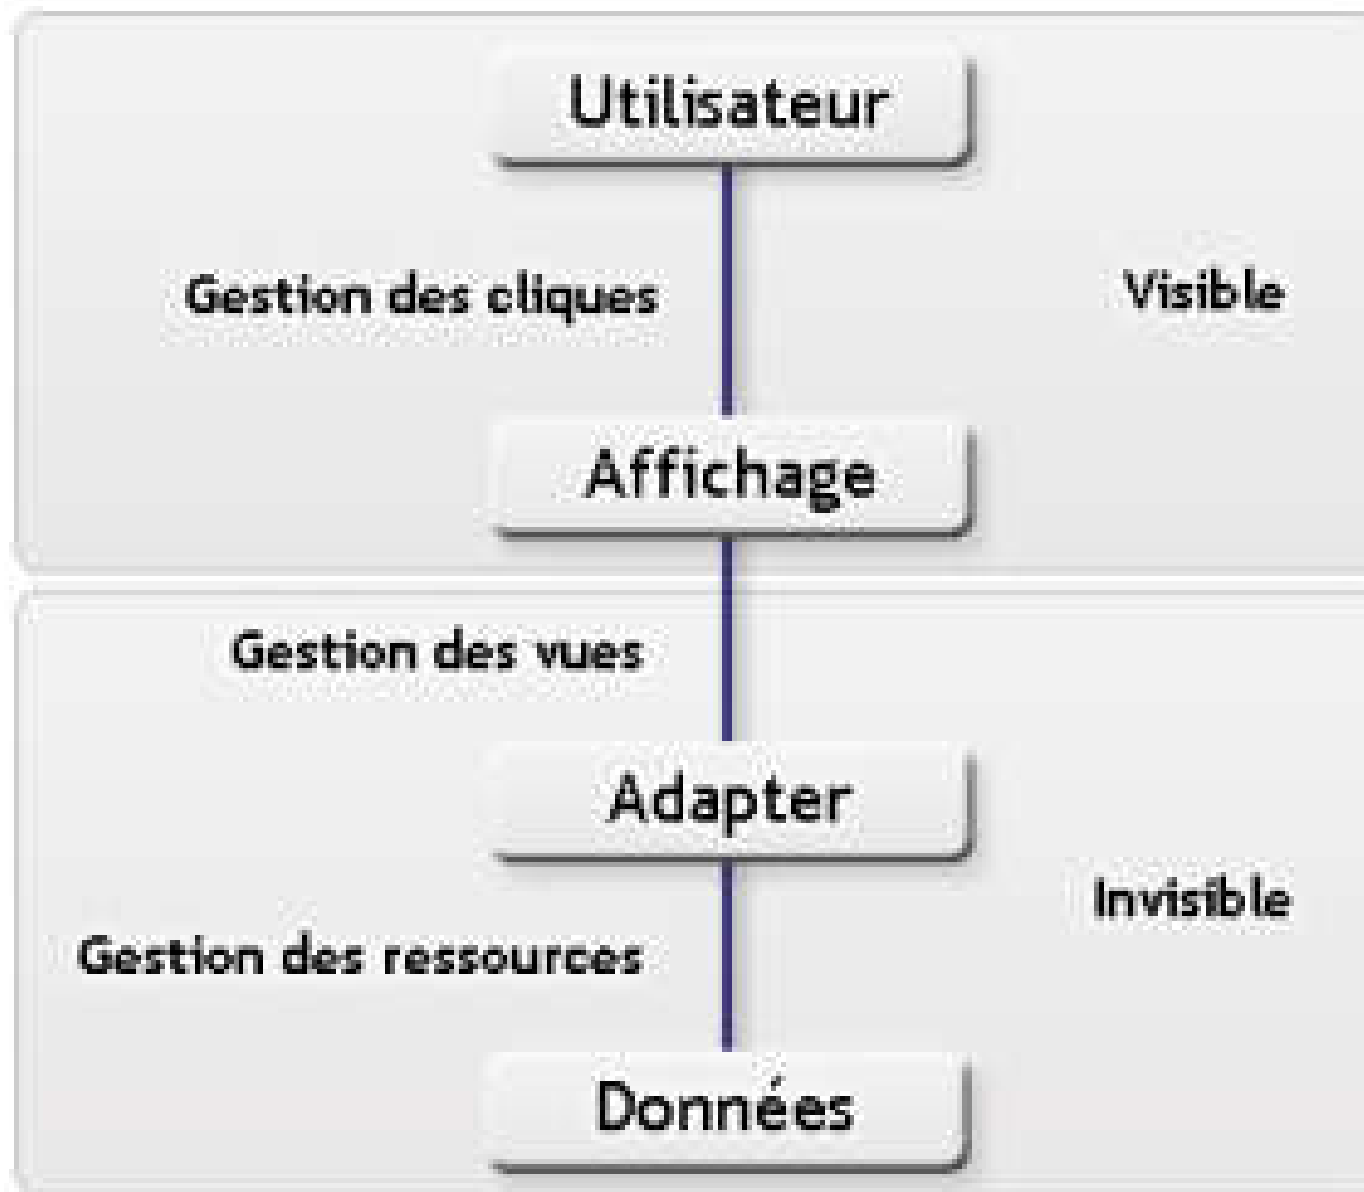 Utilisateur
Gestion des cliques
Visible
Affichage
Gestion des vues
Adapter
Invisible
Gestion des ressources
Données